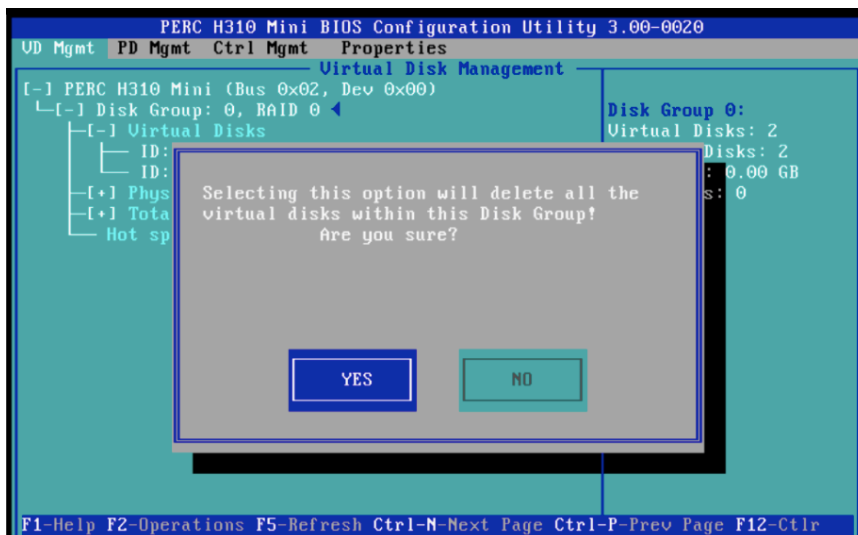 PERC H310 Mini BIOS Configuration Utility 3.00-0020
VD Mgmt PD Mgmt Ctrl Mgmt Properties
Virtual Disk Management
[-] PERC H310 Mini (Bus 0x02, Dev 0x00)
[-] Disk Group: 0, RAID 0
[-] Virtual Disks
ID:
ID:
[+] Phys
[+] Tota
Hot sp
Disk Group 0:
Virtual Disks: 2
Disks: 2
: 0.00 GB
s: 0
Selecting this option will delete all the
virtual disks within this Disk Group!
Are you sure?
YES
NO
F1-Help F2-Operations F5-Refresh Ctrl-N-Next Page Ctrl-P-Prev Page F12-Ctlr